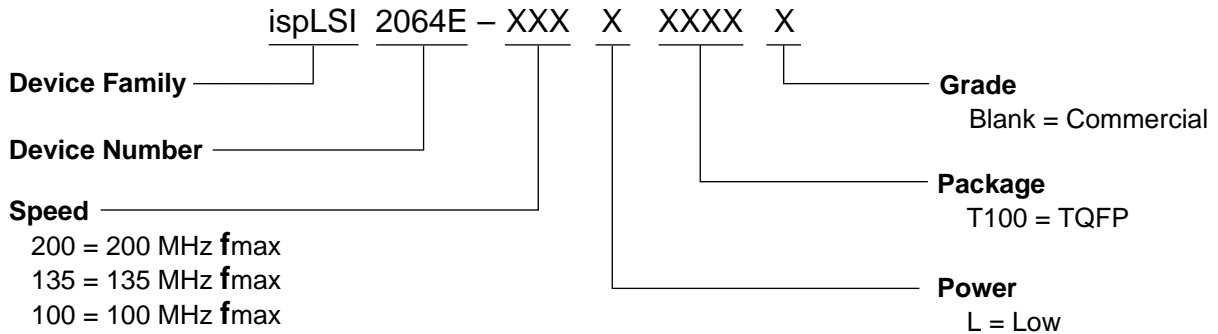 ispLSI 2064E – XXX X XXXX X
Device Family
Device Number
Speed
200 = 200 MHz fmax
135 = 135 MHz fmax
100 = 100 MHz fmax
Grade
Blank = Commercial
Package
T100 = TQFP
Power
L = Low